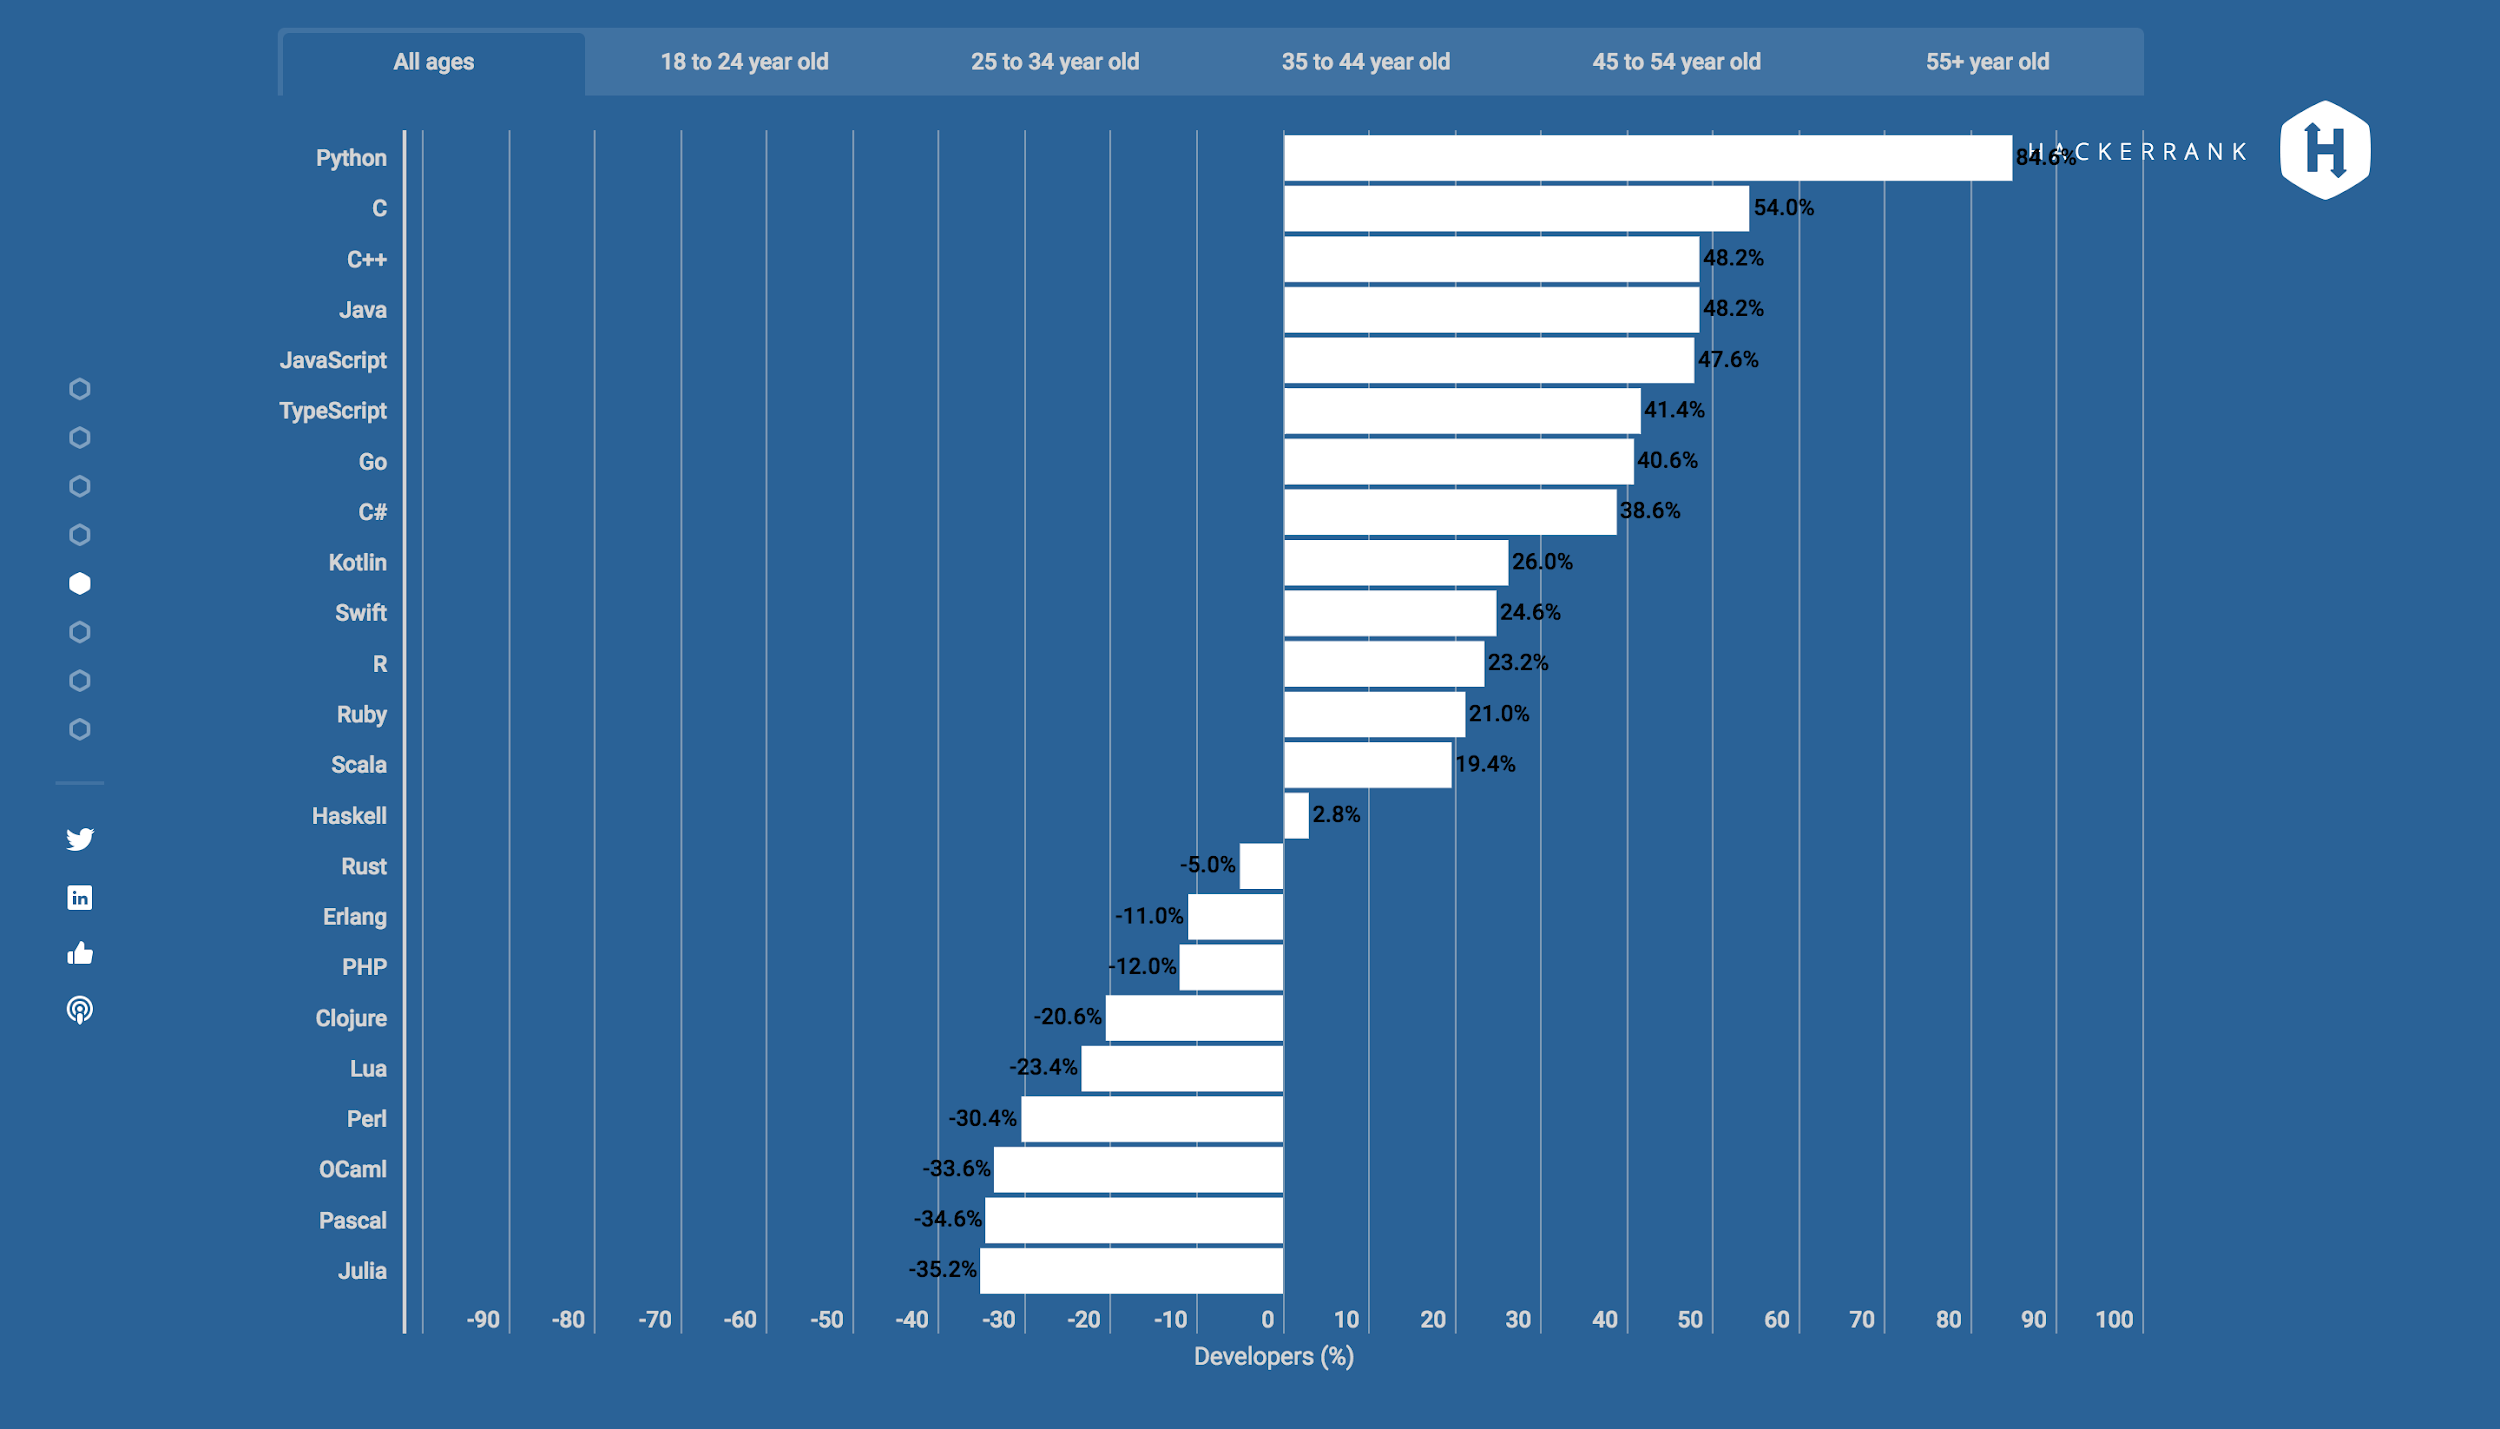 All ages 18 to 24 year old 25 to 34 year old 35 to 44 year old 45 to 54 year old 55+ year old
HACKERRANK H
Python 84.6%
C 54.0%
C++ 48.2%
Java 48.2%
JavaScript 47.6%
TypeScript 41.4%
Go 40.6%
C# 38.6%
Kotlin 26.0%
Swift 24.6%
R 23.2%
Ruby 21.0%
Scala 19.4%
Haskell 2.8%
Rust -5.0%
Erlang -11.0%
PHP -12.0%
Clojure -20.6%
Lua -23.4%
Perl -30.4%
OCaml -33.6%
Pascal -34.6%
Julia -35.2%
-90 -80 -70 -60 -50 -40 -30 -20 -10 0 10 20 30 40 50 60 70 80 90 100
Developers (%)
in